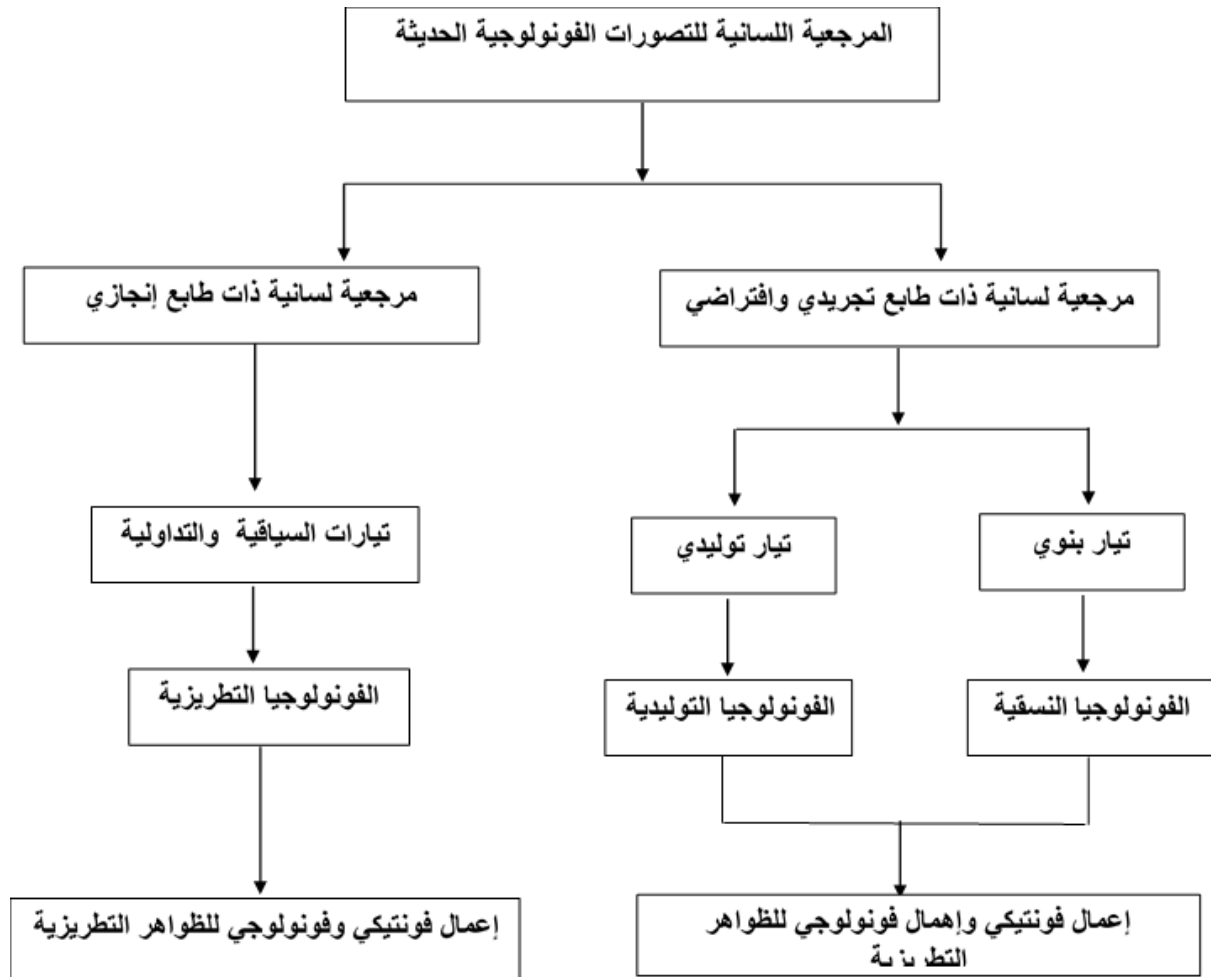 المرجعية اللسانية للتصورات الفونولوجية الحديثة
مرجعية لسانية ذات طابع تجريدي وافتراضي
مرجعية لسانية ذات طابع إنجازي
تيار بنوي
تيار توليدي
تيارات السياقية والتداولية
الفونولوجيا النسقية
الفونولوجيا التوليدية
الفونولوجيا التطريزية
إعمال فونتيكي وإهمال فونولوجي للظواهر
التطريزية
إعمال فونتيكي وفونولوجي للظواهر التطريزية